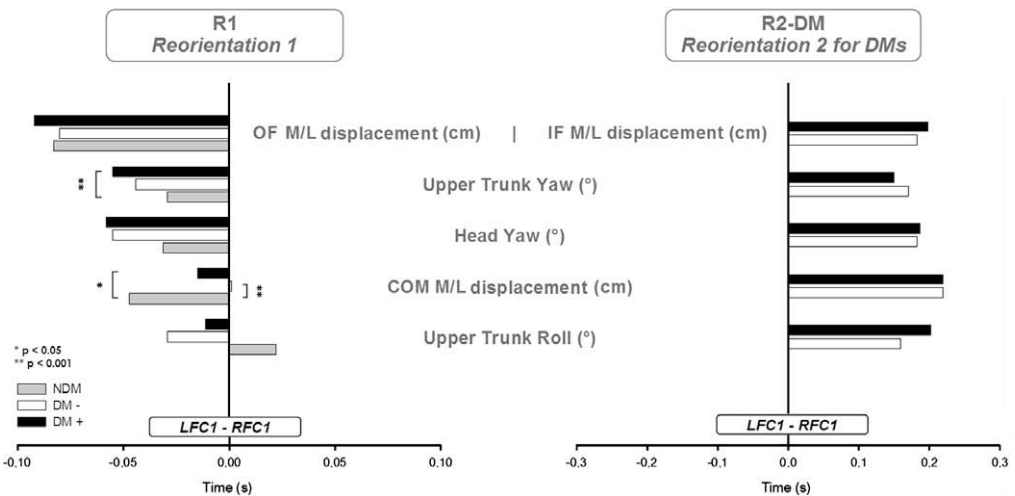 R1
Reorientation 1
R2-DM
Reorientation 2 for DMs
OF M/L displacement (cm) | IF M/L displacement (cm)
**
Upper Trunk Yaw (°)
Head Yaw (°)
*
**
COM M/L displacement (cm)
Upper Trunk Roll (°)
* p < 0.05
** p < 0.001
NDM
DM -
DM +
LFC1 - RFC1
LFC1 - RFC1
-0.10 -0.05 0.00 0.05 0.10
-0.3 -0.2 -0.1 0.0 0.1 0.2 0.3
Time (s)
Time (s)